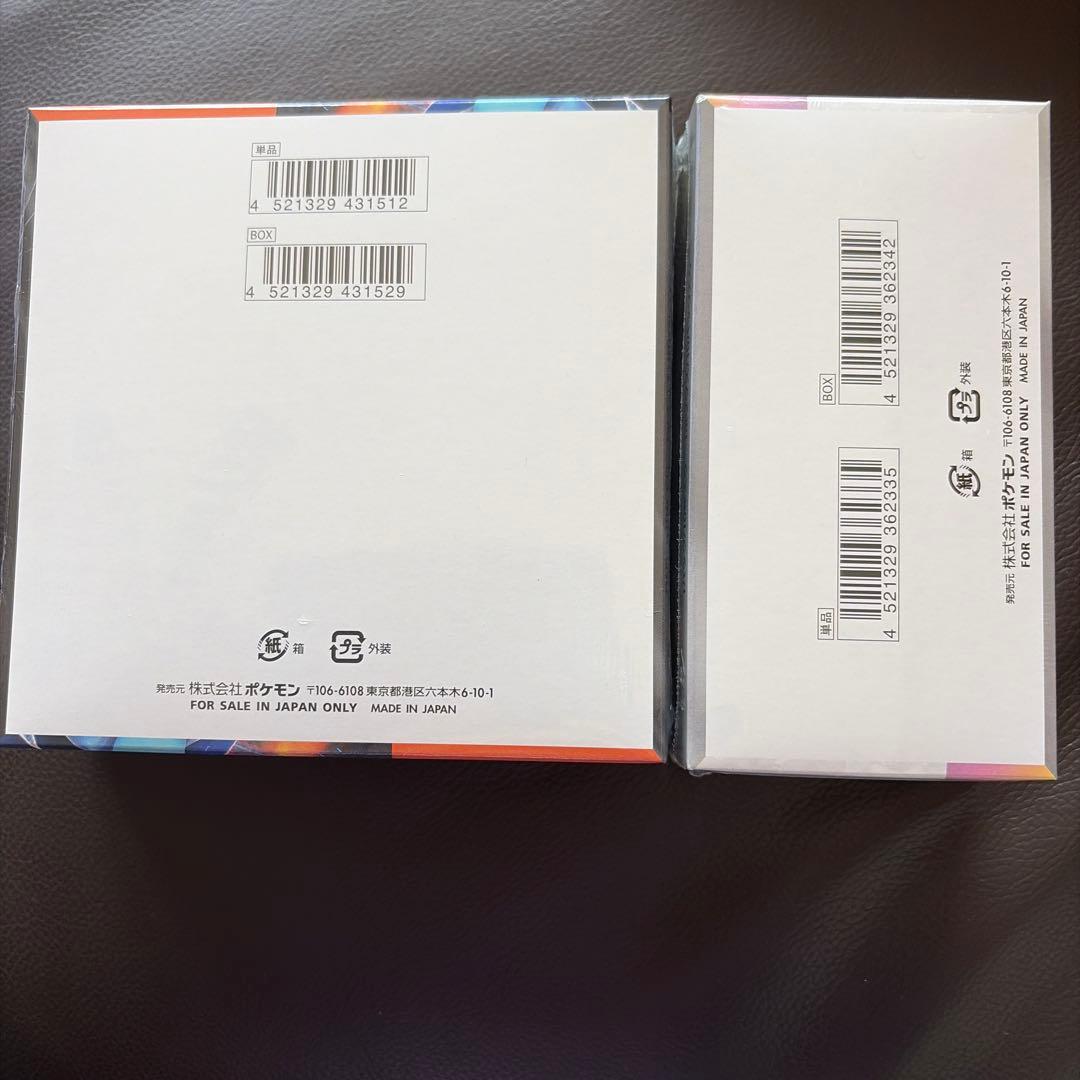 単品
4 521329 431512
BOX
4 521329 431529
紙 箱 プラ 外装
発売元 株式会社ポケモン 〒106-6108 東京都港区六本木6-10-1
FOR SALE IN JAPAN ONLY MADE IN JAPAN
単品
4 521329 362335
BOX
4 521329 362342
紙 箱 プラ 外装
発売元 株式会社ポケモン 〒106-6108 東京都港区六本木6-10-1
FOR SALE IN JAPAN ONLY MADE IN JAPAN